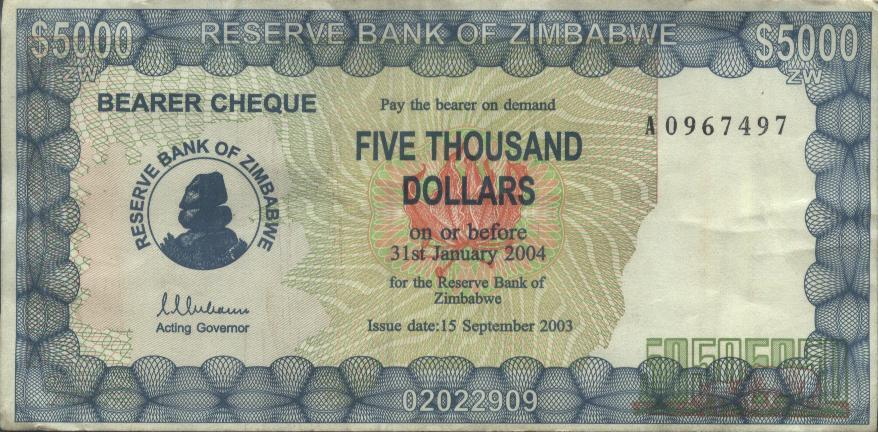 $5000 RESERVE BANK OF ZIMBABWE $5000
ZW ZW
BEARER CHEQUE
Pay the bearer on demand
A 0967497
FIVE THOUSAND
DOLLARS
RESERVE BANK OF ZIMBABWE
on or before
31st January 2004
for the Reserve Bank of
Zimbabwe
Acting Governor
Issue date:15 September 2003
02022909